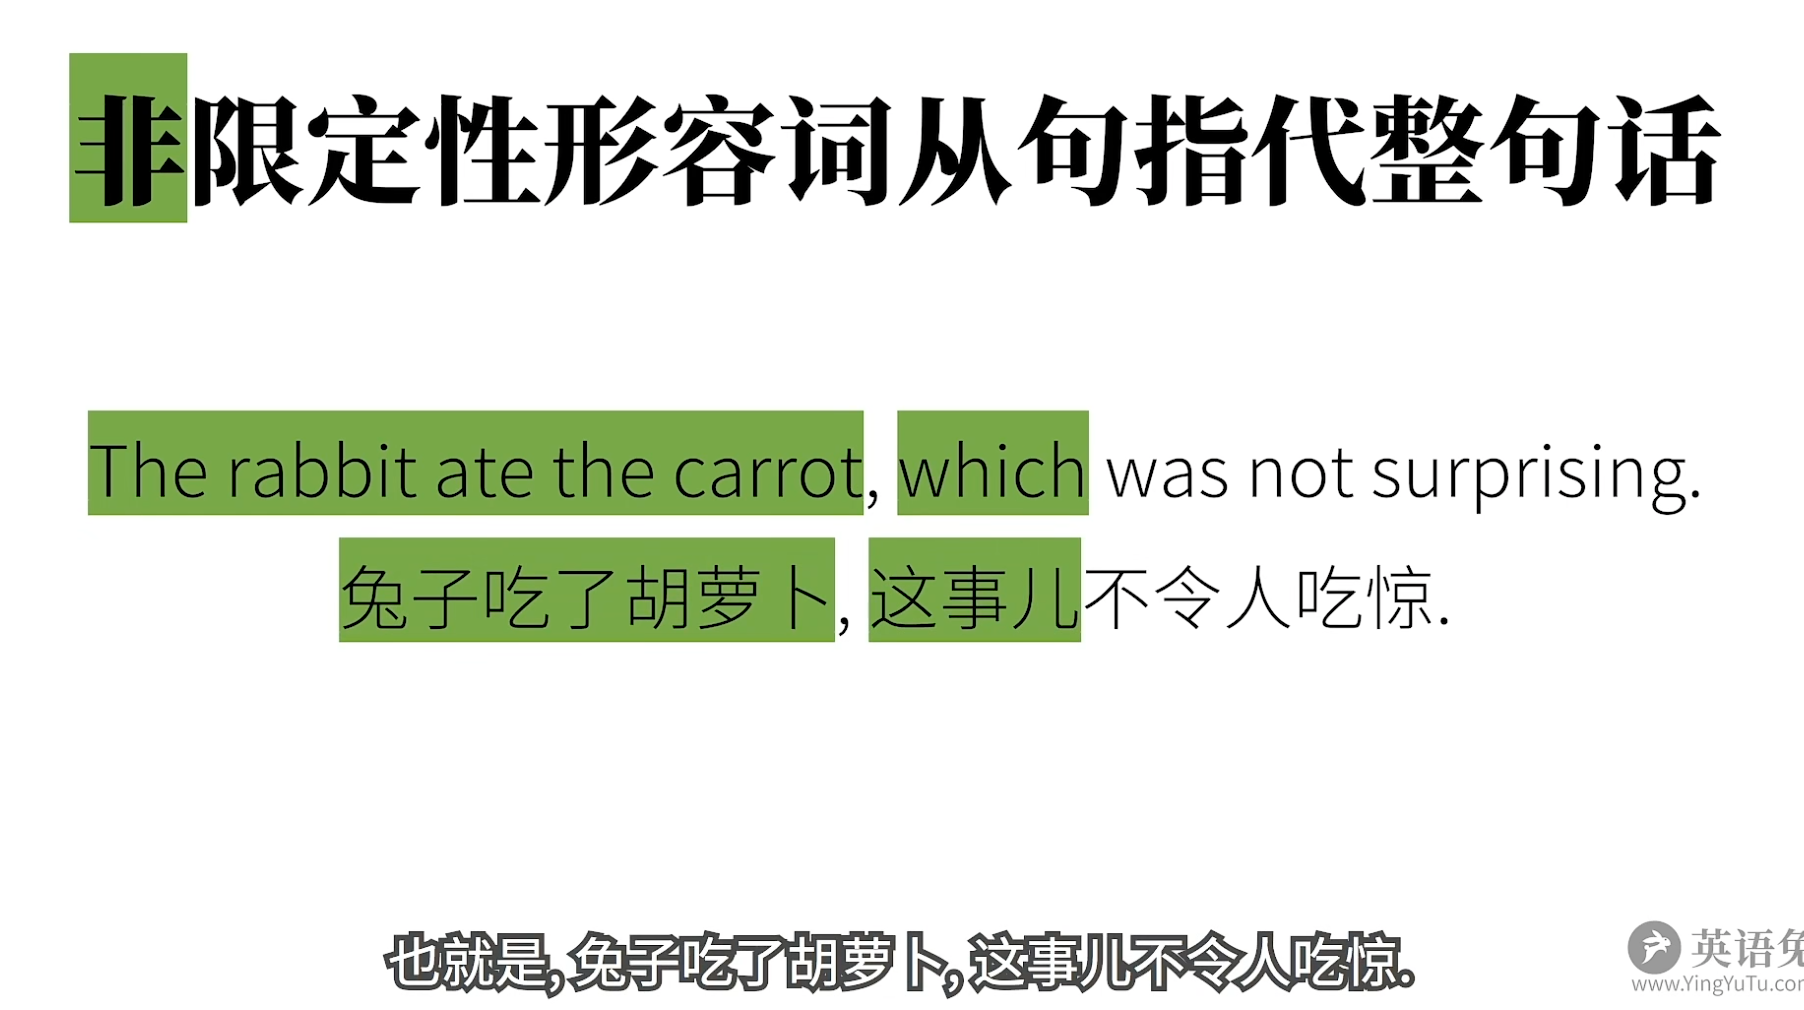 非限定性形容词从句指代整句话
The rabbit ate the carrot, which was not surprising.
兔子吃了胡萝卜, 这事儿不令人吃惊.
也就是, 兔子吃了胡萝卜, 这事儿不令人吃惊.
英语兔
www.YingYuTu.com